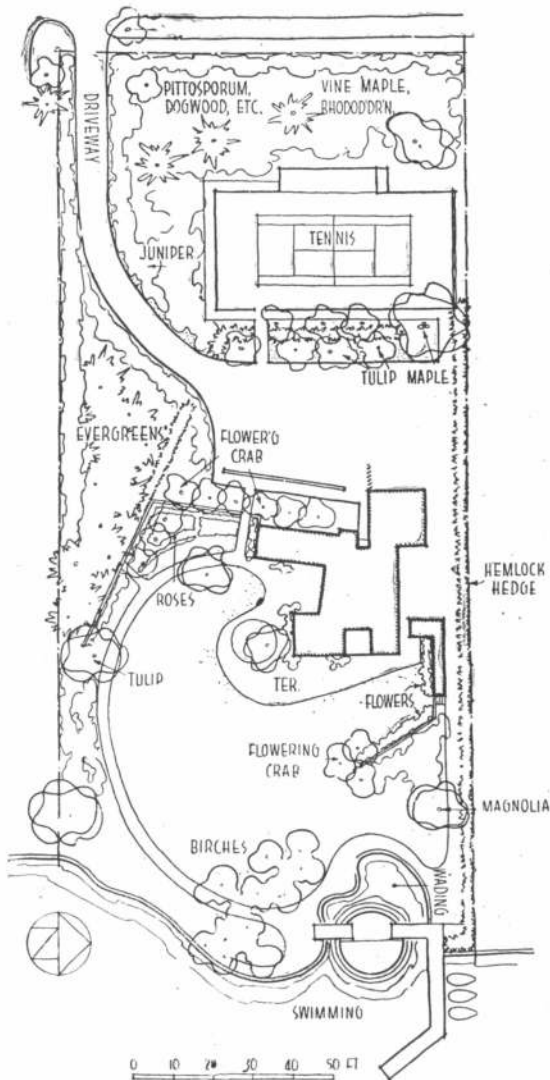 PITTOSPORUM,
DOGWOOD, ETC.
VINE MAPLE,
RHODOD'DR'N.
DRIVEWAY
TENNIS
JUNIPER
TULIP MAPLE
EVERGREENS
FLOWER'G
CRAB
HEMLOCK
HEDGE
ROSES
TULIP
TER.
FLOWERS
FLOWERING
CRAB
MAGNOLIA
BIRCHES
WADING
N
SWIMMING
0 10 20 30 40 50 FT